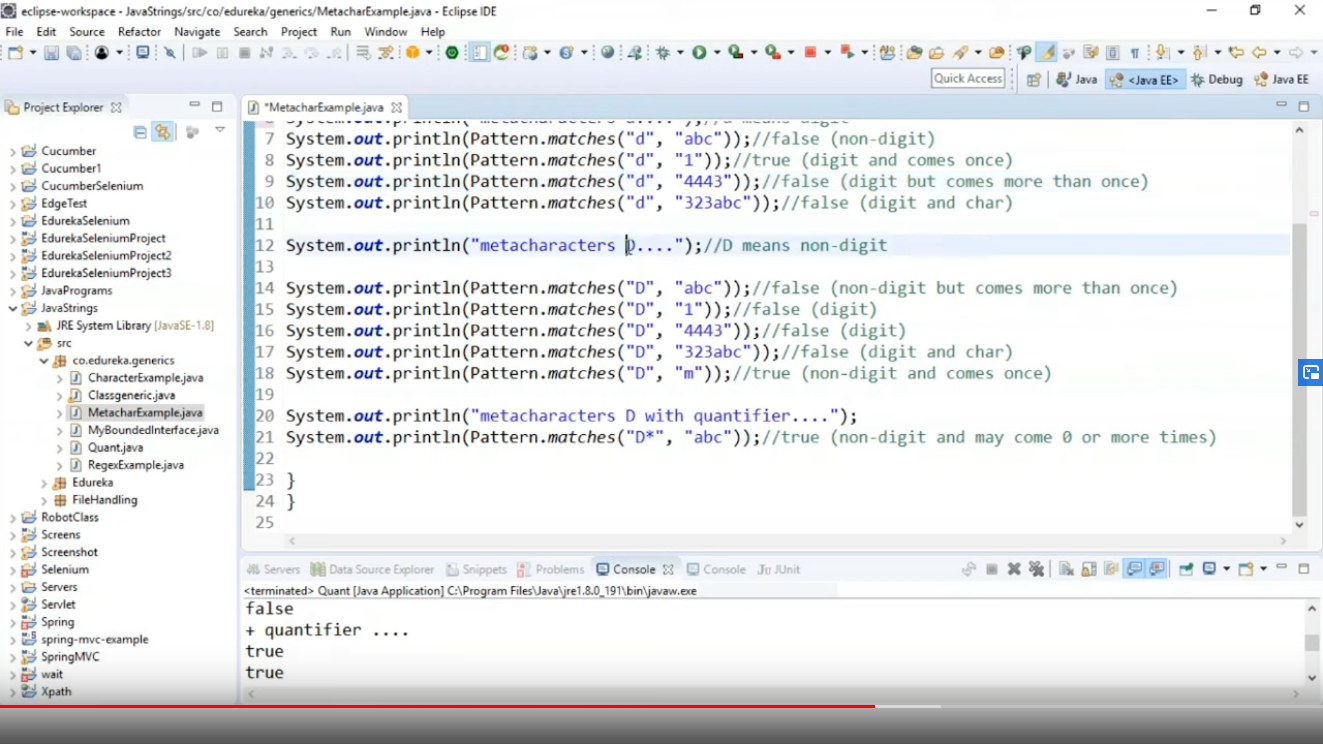 eclipse-workspace - JavaStrings/src/co/edureka/generics/MetacharExample.java - Eclipse IDE
File Edit Source Refactor Navigate Search Project Run Window Help
Quick Access
Java
<Java EE>
Debug
Java EE
Project Explorer
Cucumber
Cucumber1
CucumberSelenium
EdgeTest
EdurekaSelenium
EdurekaSeleniumProject
EdurekaSeleniumProject2
EdurekaSeleniumProject3
JavaPrograms
JavaStrings
JRE System Library [JavaSE-1.8]
src
co.edureka.generics
CharacterExample.java
Classgeneric.java
MetacharExample.java
MyBoundedInterface.java
Quant.java
RegexExample.java
Edureka
FileHandling
RobotClass
Screens
Screenshot
Selenium
Servers
Servlet
Spring
spring-mvc-example
SpringMVC
wait
Xpath
*MetacharExample.java
6 System.out.println("metacharacters d....");//d means digit
7 System.out.println(Pattern.matches("d", "abc"));//false (non-digit)
8 System.out.println(Pattern.matches("d", "1"));//true (digit and comes once)
9 System.out.println(Pattern.matches("d", "4443"));//false (digit but comes more than once)
10 System.out.println(Pattern.matches("d", "323abc"));//false (digit and char)
11
12 System.out.println("metacharacters D....");//D means non-digit
13
14 System.out.println(Pattern.matches("D", "abc"));//false (non-digit but comes more than once)
15 System.out.println(Pattern.matches("D", "1"));//false (digit)
16 System.out.println(Pattern.matches("D", "4443"));//false (digit)
17 System.out.println(Pattern.matches("D", "323abc"));//false (digit and char)
18 System.out.println(Pattern.matches("D", "m"));//true (non-digit and comes once)
19
20 System.out.println("metacharacters D with quantifier....");
21 System.out.println(Pattern.matches("D*", "abc"));//true (non-digit and may come 0 or more times)
22
23 }
24 }
25
Servers Data Source Explorer Snippets Problems Console Console JUnit
<terminated> Quant [Java Application] C:\Program Files\Java\jre1.8.0_191\bin\javaw.exe
false
+ quantifier ....
true
true